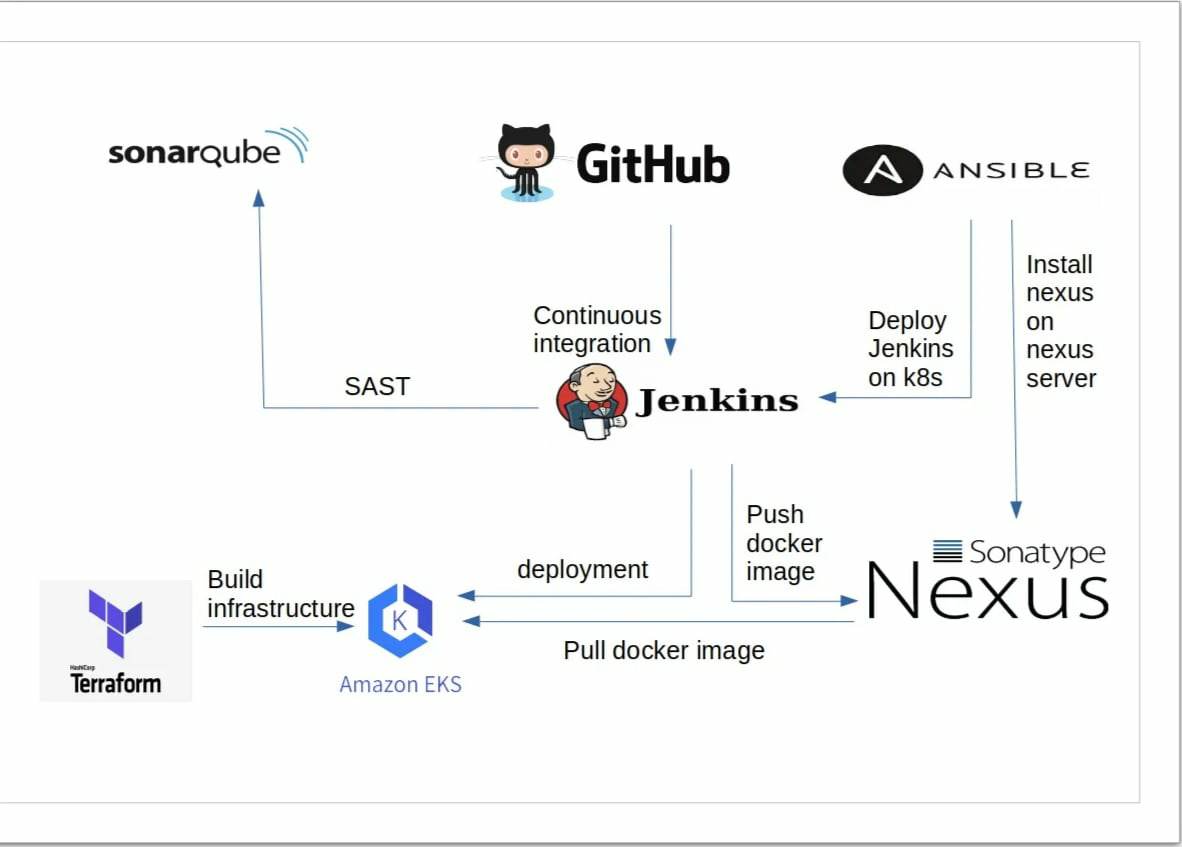 sonarqube
GitHub
ANSIBLE
Install
nexus
on
nexus
server
Continuous
integration
Deploy
Jenkins
on k8s
SAST
Jenkins
Push
docker
image
deployment
Sonatype
Nexus
Build
infrastructure
K
Pull docker image
HashiCorp
Terraform
Amazon EKS